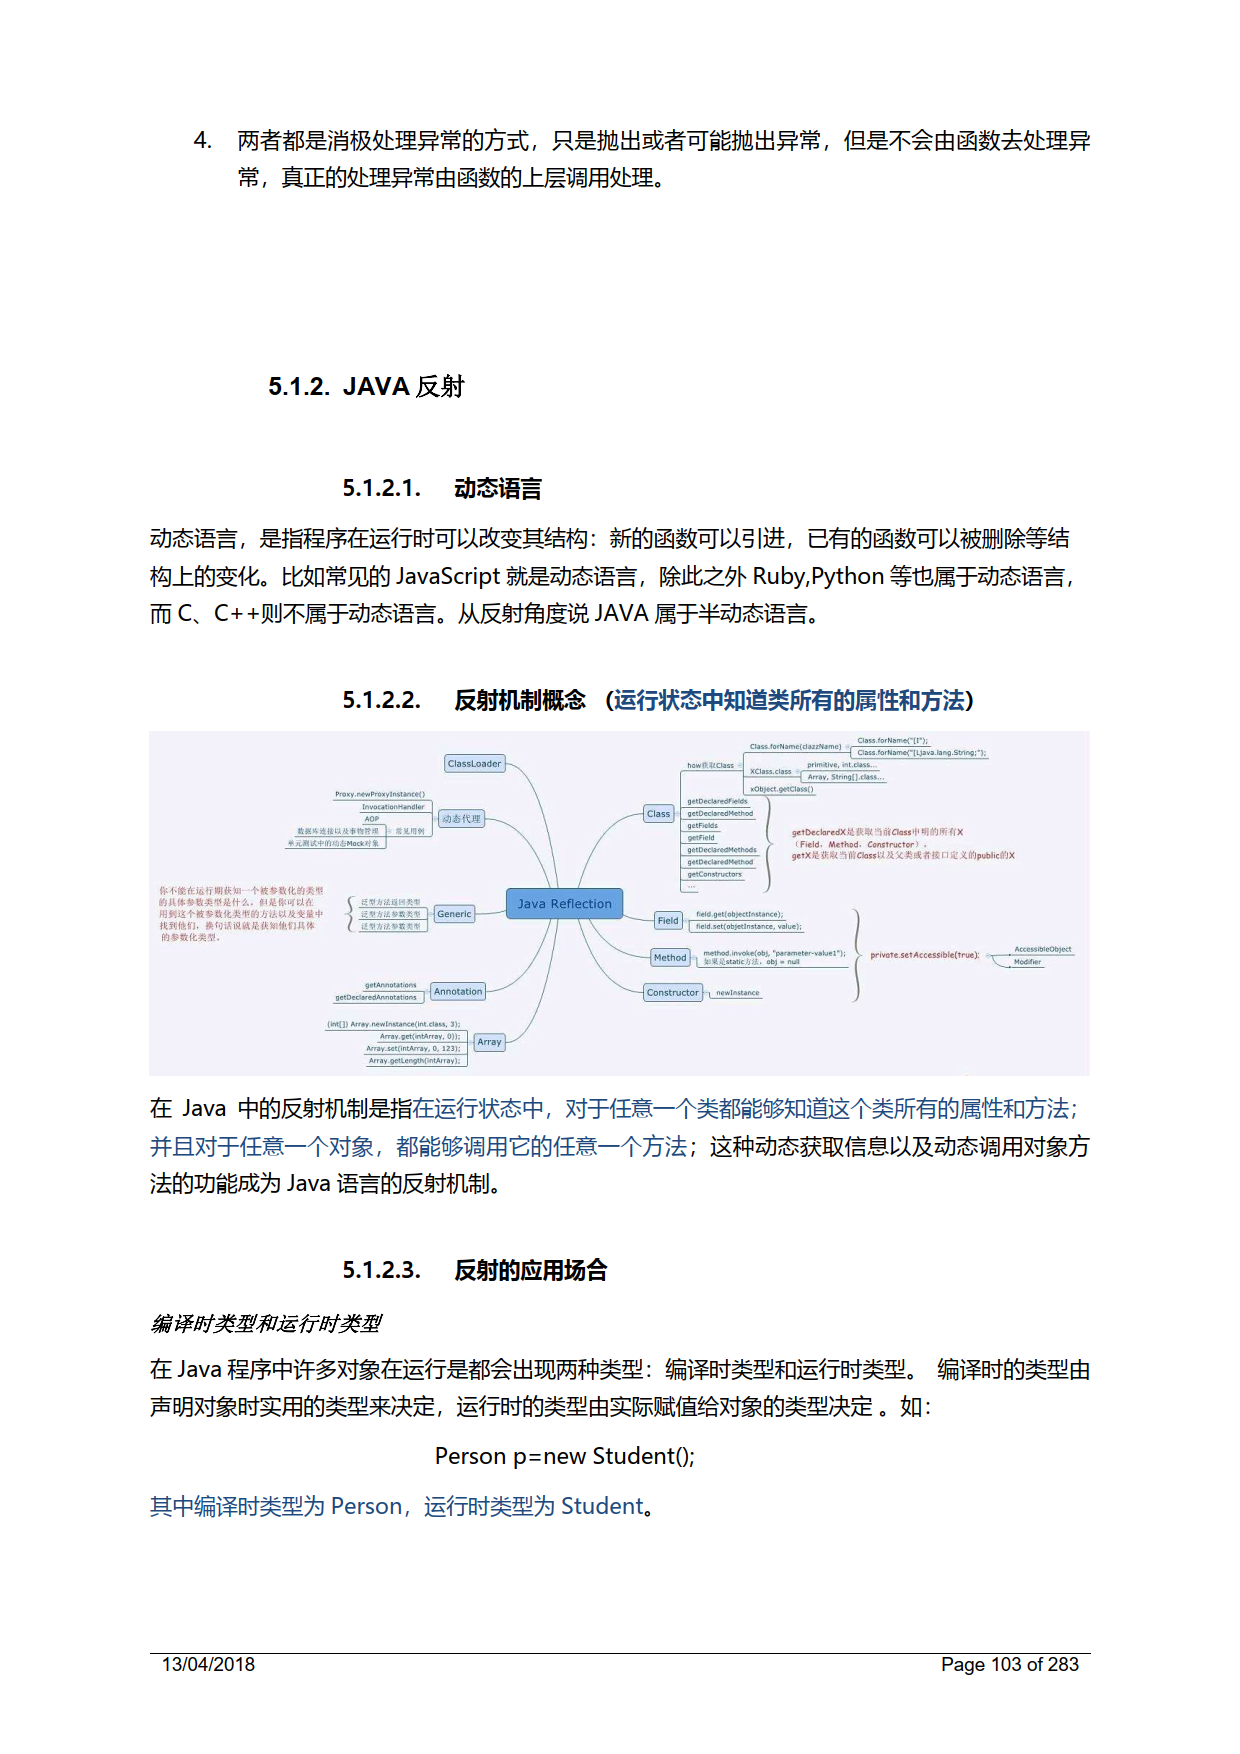 4. 两者都是消极处理异常的方式，只是抛出或者可能抛出异常，但是不会由函数去处理异
常，真正的处理异常由函数的上层调用处理。
5.1.2. JAVA 反射
5.1.2.1. 动态语言
动态语言，是指程序在运行时可以改变其结构：新的函数可以引进，已有的函数可以被删除等结
构上的变化。比如常见的 JavaScript 就是动态语言，除此之外 Ruby,Python 等也属于动态语言，
而 C、C++则不属于动态语言。从反射角度说 JAVA 属于半动态语言。
5.1.2.2. 反射机制概念 （运行状态中知道类所有的属性和方法）
ClassLoader
Proxy.newProxyInstance()
InvocationHandler
AOP
数据库连接以及事物管理
单元测试中的动态Mock对象
常见用例
动态代理
你不能在运行期获知一个被参数化的类型
的具体参数类型是什么，但是你可以在
用到这个被参数化类型的方法以及变量中
找到他们，换句话说就是获知他们具体
的参数化类型。
泛型方法返回类型
泛型方法参数类型
泛型方法参数类型
Generic
getAnnotations
getDeclaredAnnotations
Annotation
(int[]) Array.newInstance(int.class, 3);
Array.get(intArray, 0));
Array.set(intArray, 0, 123);
Array.getLength(intArray);
Array
Java Reflection
Class
how获取Class
Class.forName(clazzName)
Class.forName("[I");
Class.forName("[Ljava.lang.String;");
XClass.class
primitive, int.class...
Array, String[].class...
xObject.getClass()
getDeclaredFields
getDeclaredMethod
getFields
getField
getDeclaredMethods
getDeclaredMethod
getConstructors
...
getDeclaredX是获取当前Class中明的所有X
（Field, Method, Constructor），
getX是获取当前Class以及父类或者接口定义的public的X
Field
field.get(objectInstance);
field.set(objetInstance, value);
Method
method.invoke(obj, "parameter-value1");
如果是static方法，obj = null
Constructor
newInstance
private.setAccessible(true);
AccessibleObject
Modifier
在 Java 中的反射机制是指在运行状态中，对于任意一个类都能够知道这个类所有的属性和方法；
并且对于任意一个对象，都能够调用它的任意一个方法；这种动态获取信息以及动态调用对象方
法的功能成为 Java 语言的反射机制。
5.1.2.3. 反射的应用场合
编译时类型和运行时类型
在 Java 程序中许多对象在运行是都会出现两种类型：编译时类型和运行时类型。 编译时的类型由
声明对象时实用的类型来决定，运行时的类型由实际赋值给对象的类型决定 。如：
Person p=new Student();
其中编译时类型为 Person，运行时类型为 Student。
13/04/2018 Page 103 of 283